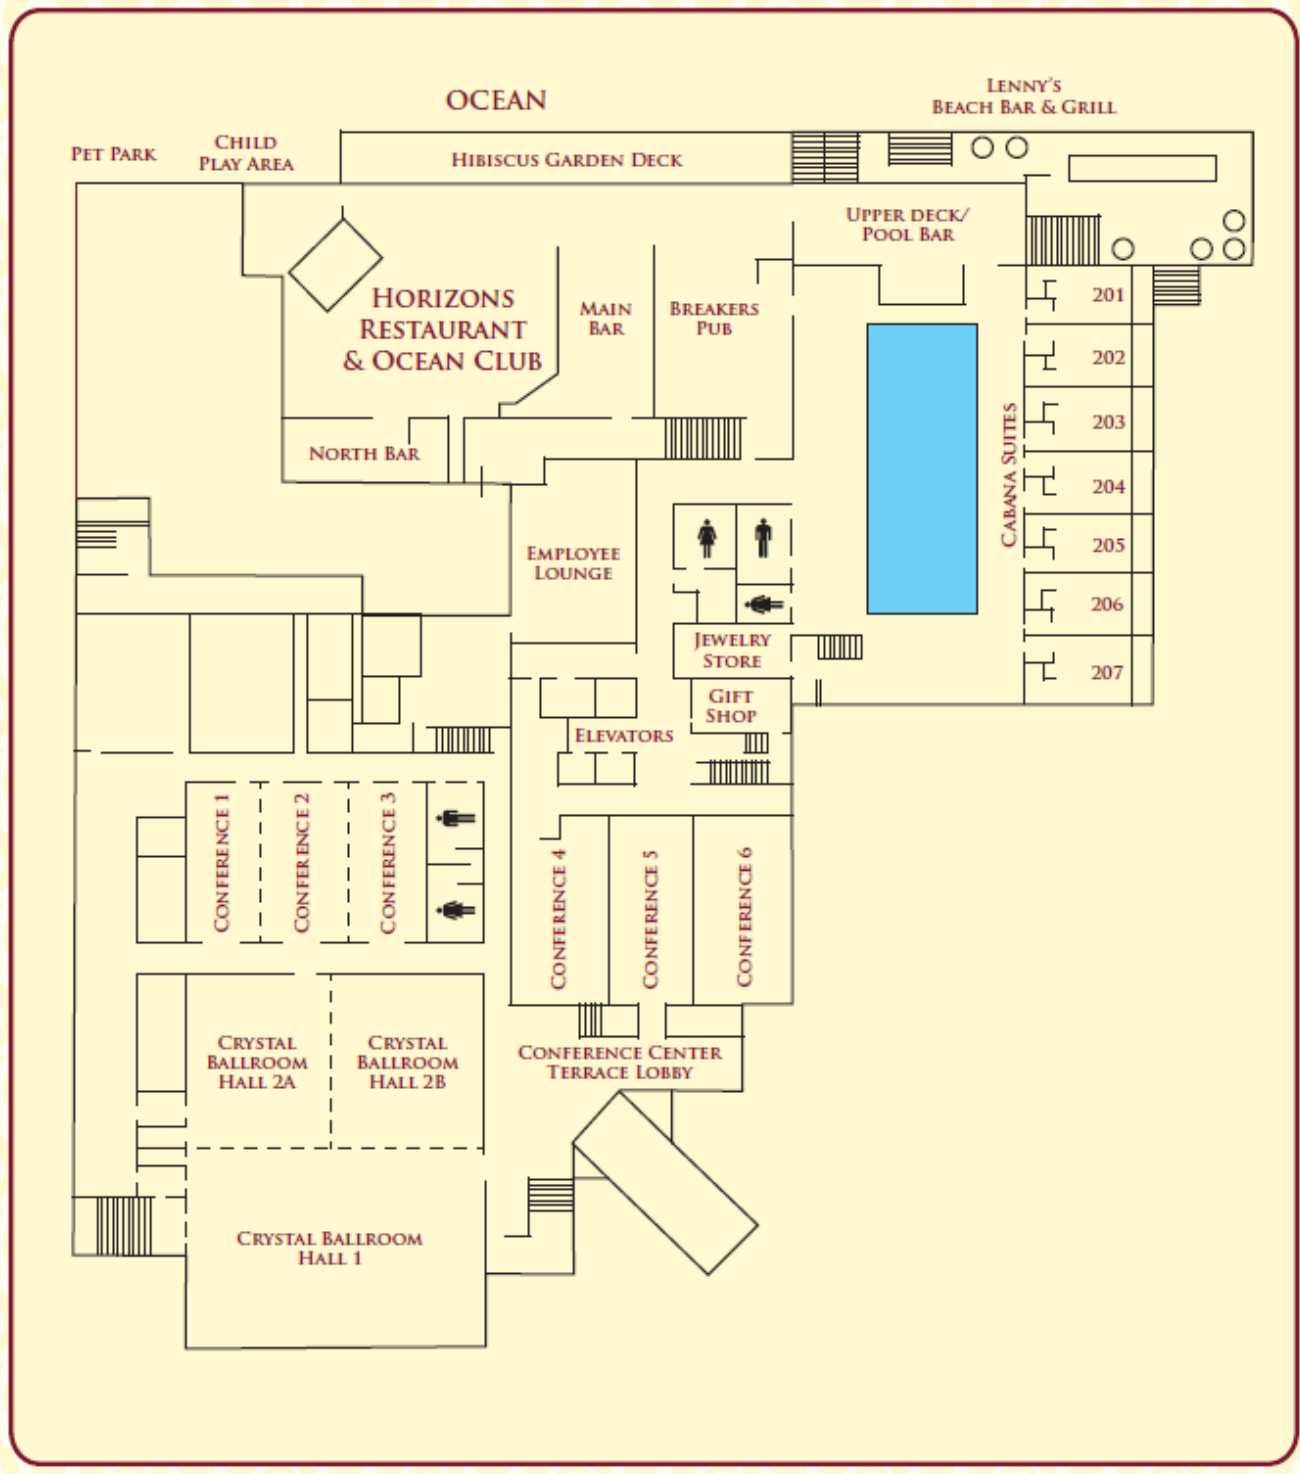 OCEAN
LENNY'S
BEACH BAR & GRILL
PET PARK
CHILD
PLAY AREA
HIBISCUS GARDEN DECK
UPPER DECK/
POOL BAR
HORIZONS
RESTAURANT
& OCEAN CLUB
MAIN
BAR
BREAKERS
PUB
NORTH BAR
CABANA SUITES
201
202
203
204
205
206
207
EMPLOYEE
LOUNGE
JEWELRY
STORE
GIFT
SHOP
ELEVATORS
CONFERENCE 1
CONFERENCE 2
CONFERENCE 3
CONFERENCE 4
CONFERENCE 5
CONFERENCE 6
CRYSTAL
BALLROOM
HALL 2A
CRYSTAL
BALLROOM
HALL 2B
CONFERENCE CENTER
TERRACE LOBBY
CRYSTAL BALLROOM
HALL 1